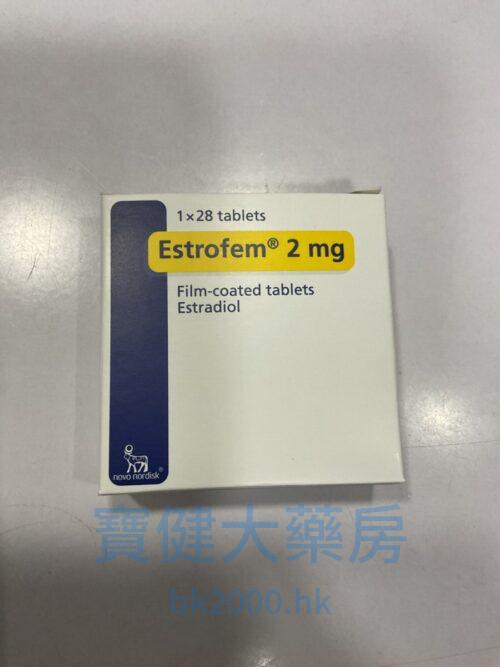 1×28 tablets
Estrofem® 2 mg
Film-coated tablets
Estradiol
novo nordisk®
寶健大藥房
bk2000.hk